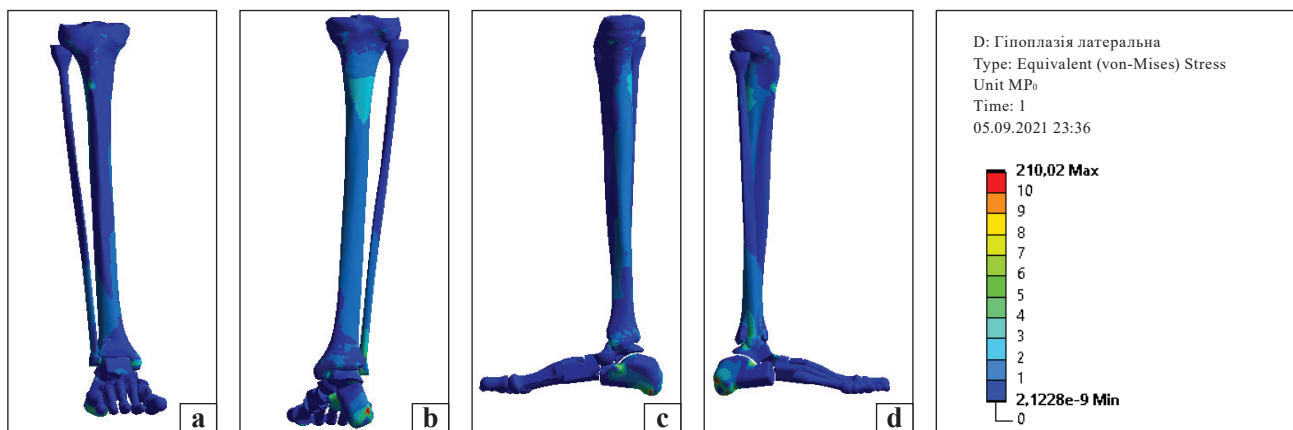 a
b
c
d
D: Гіпоплазія латеральна
Type: Equivalent (von-Mises) Stress
Unit MP₀
Time: 1
05.09.2021 23:36
210,02 Max
10
9
8
7
6
5
4
3
2
1
2,1228e-9 Min
0